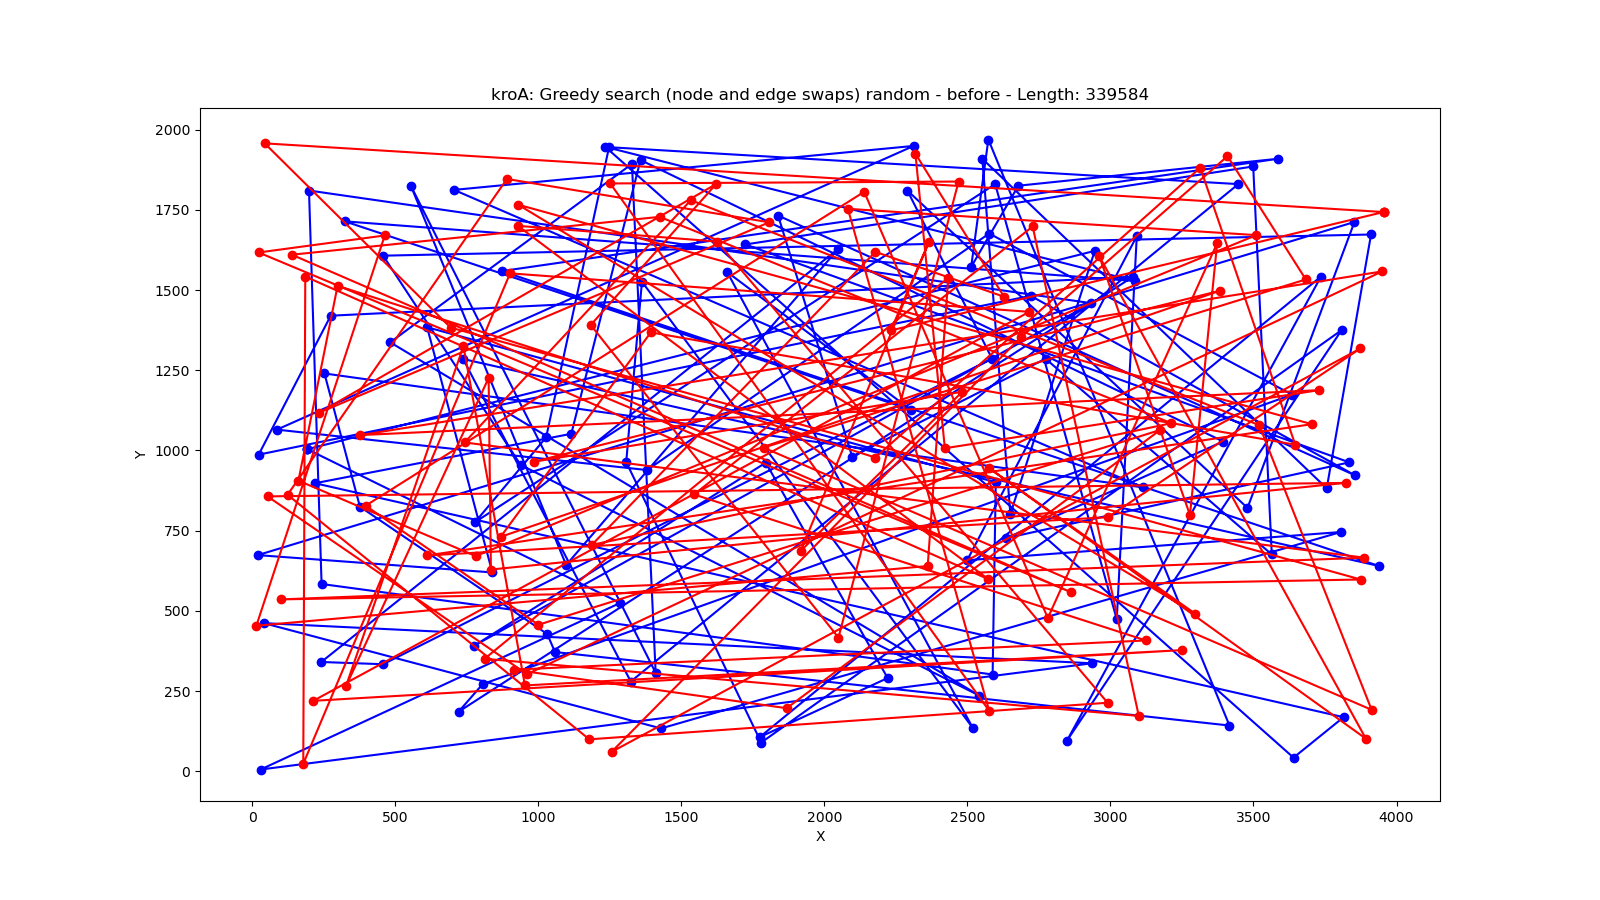 kroA: Greedy search (node and edge swaps) random - before - Length: 339584
2000
1750
1500
1250
1000
750
500
250
0
Y
0 500 1000 1500 2000 2500 3000 3500 4000
X